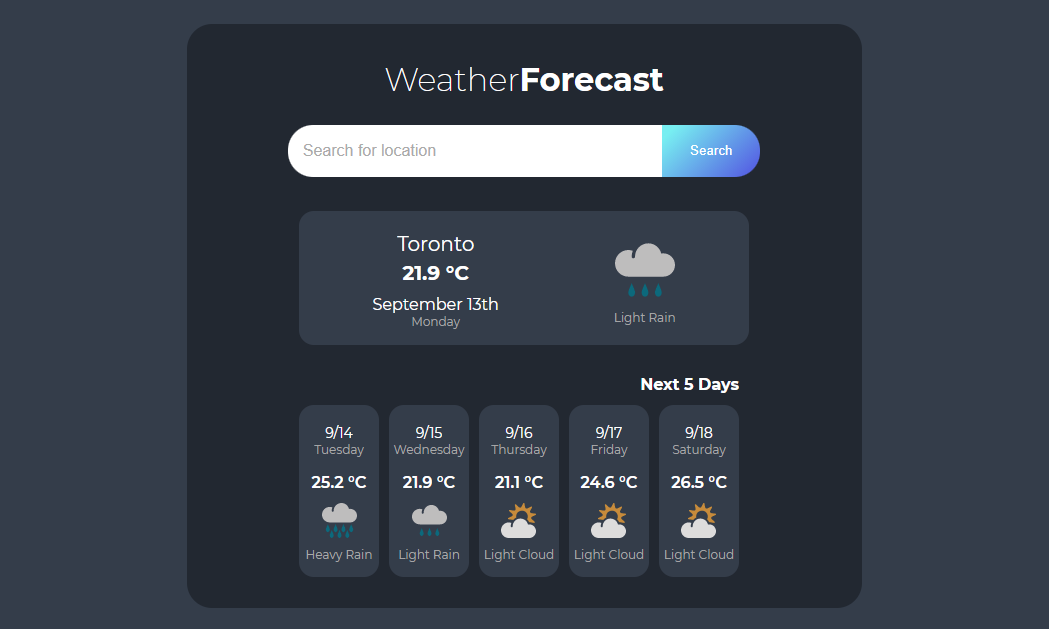 WeatherForecast
Search for location
Search
Toronto
21.9 °C
September 13th
Monday
Light Rain
Next 5 Days
9/14
Tuesday
25.2 °C
Heavy Rain
9/15
Wednesday
21.9 °C
Light Rain
9/16
Thursday
21.1 °C
Light Cloud
9/17
Friday
24.6 °C
Light Cloud
9/18
Saturday
26.5 °C
Light Cloud